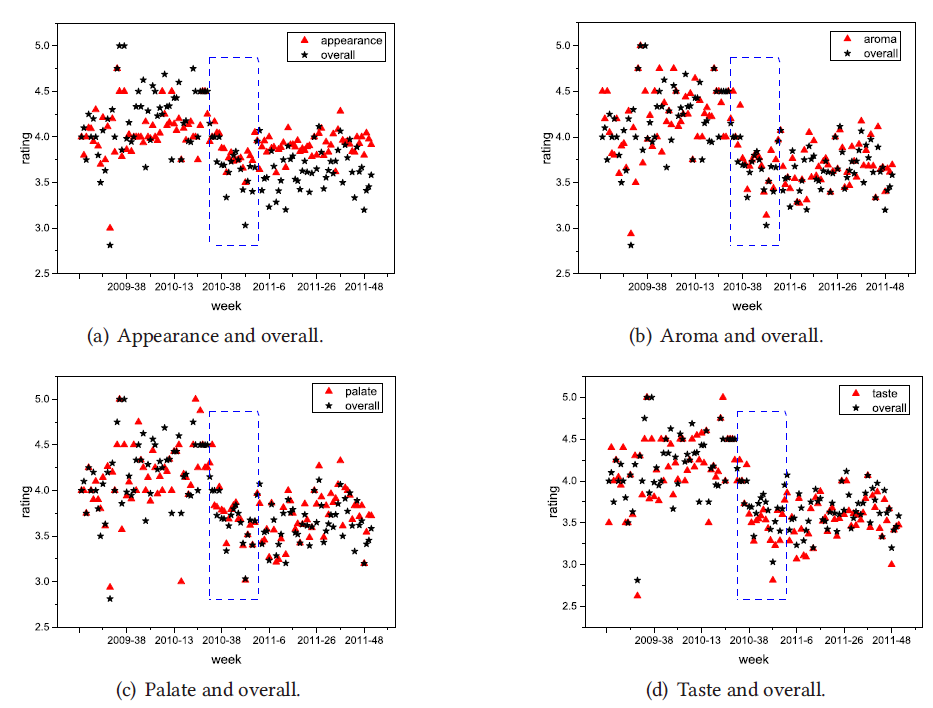 appearance
overall
5.0
4.5
4.0
3.5
3.0
2.5
rating
2009-38 2010-13 2010-38 2011-6 2011-26 2011-48
week
(a) Appearance and overall.
aroma
overall
5.0
4.5
4.0
3.5
3.0
2.5
rating
2009-38 2010-13 2010-38 2011-6 2011-26 2011-48
week
(b) Aroma and overall.
palate
overall
5.0
4.5
4.0
3.5
3.0
2.5
rating
2009-38 2010-13 2010-38 2011-6 2011-26 2011-48
week
(c) Palate and overall.
taste
overall
5.0
4.5
4.0
3.5
3.0
2.5
rating
2009-38 2010-13 2010-38 2011-6 2011-26 2011-48
week
(d) Taste and overall.